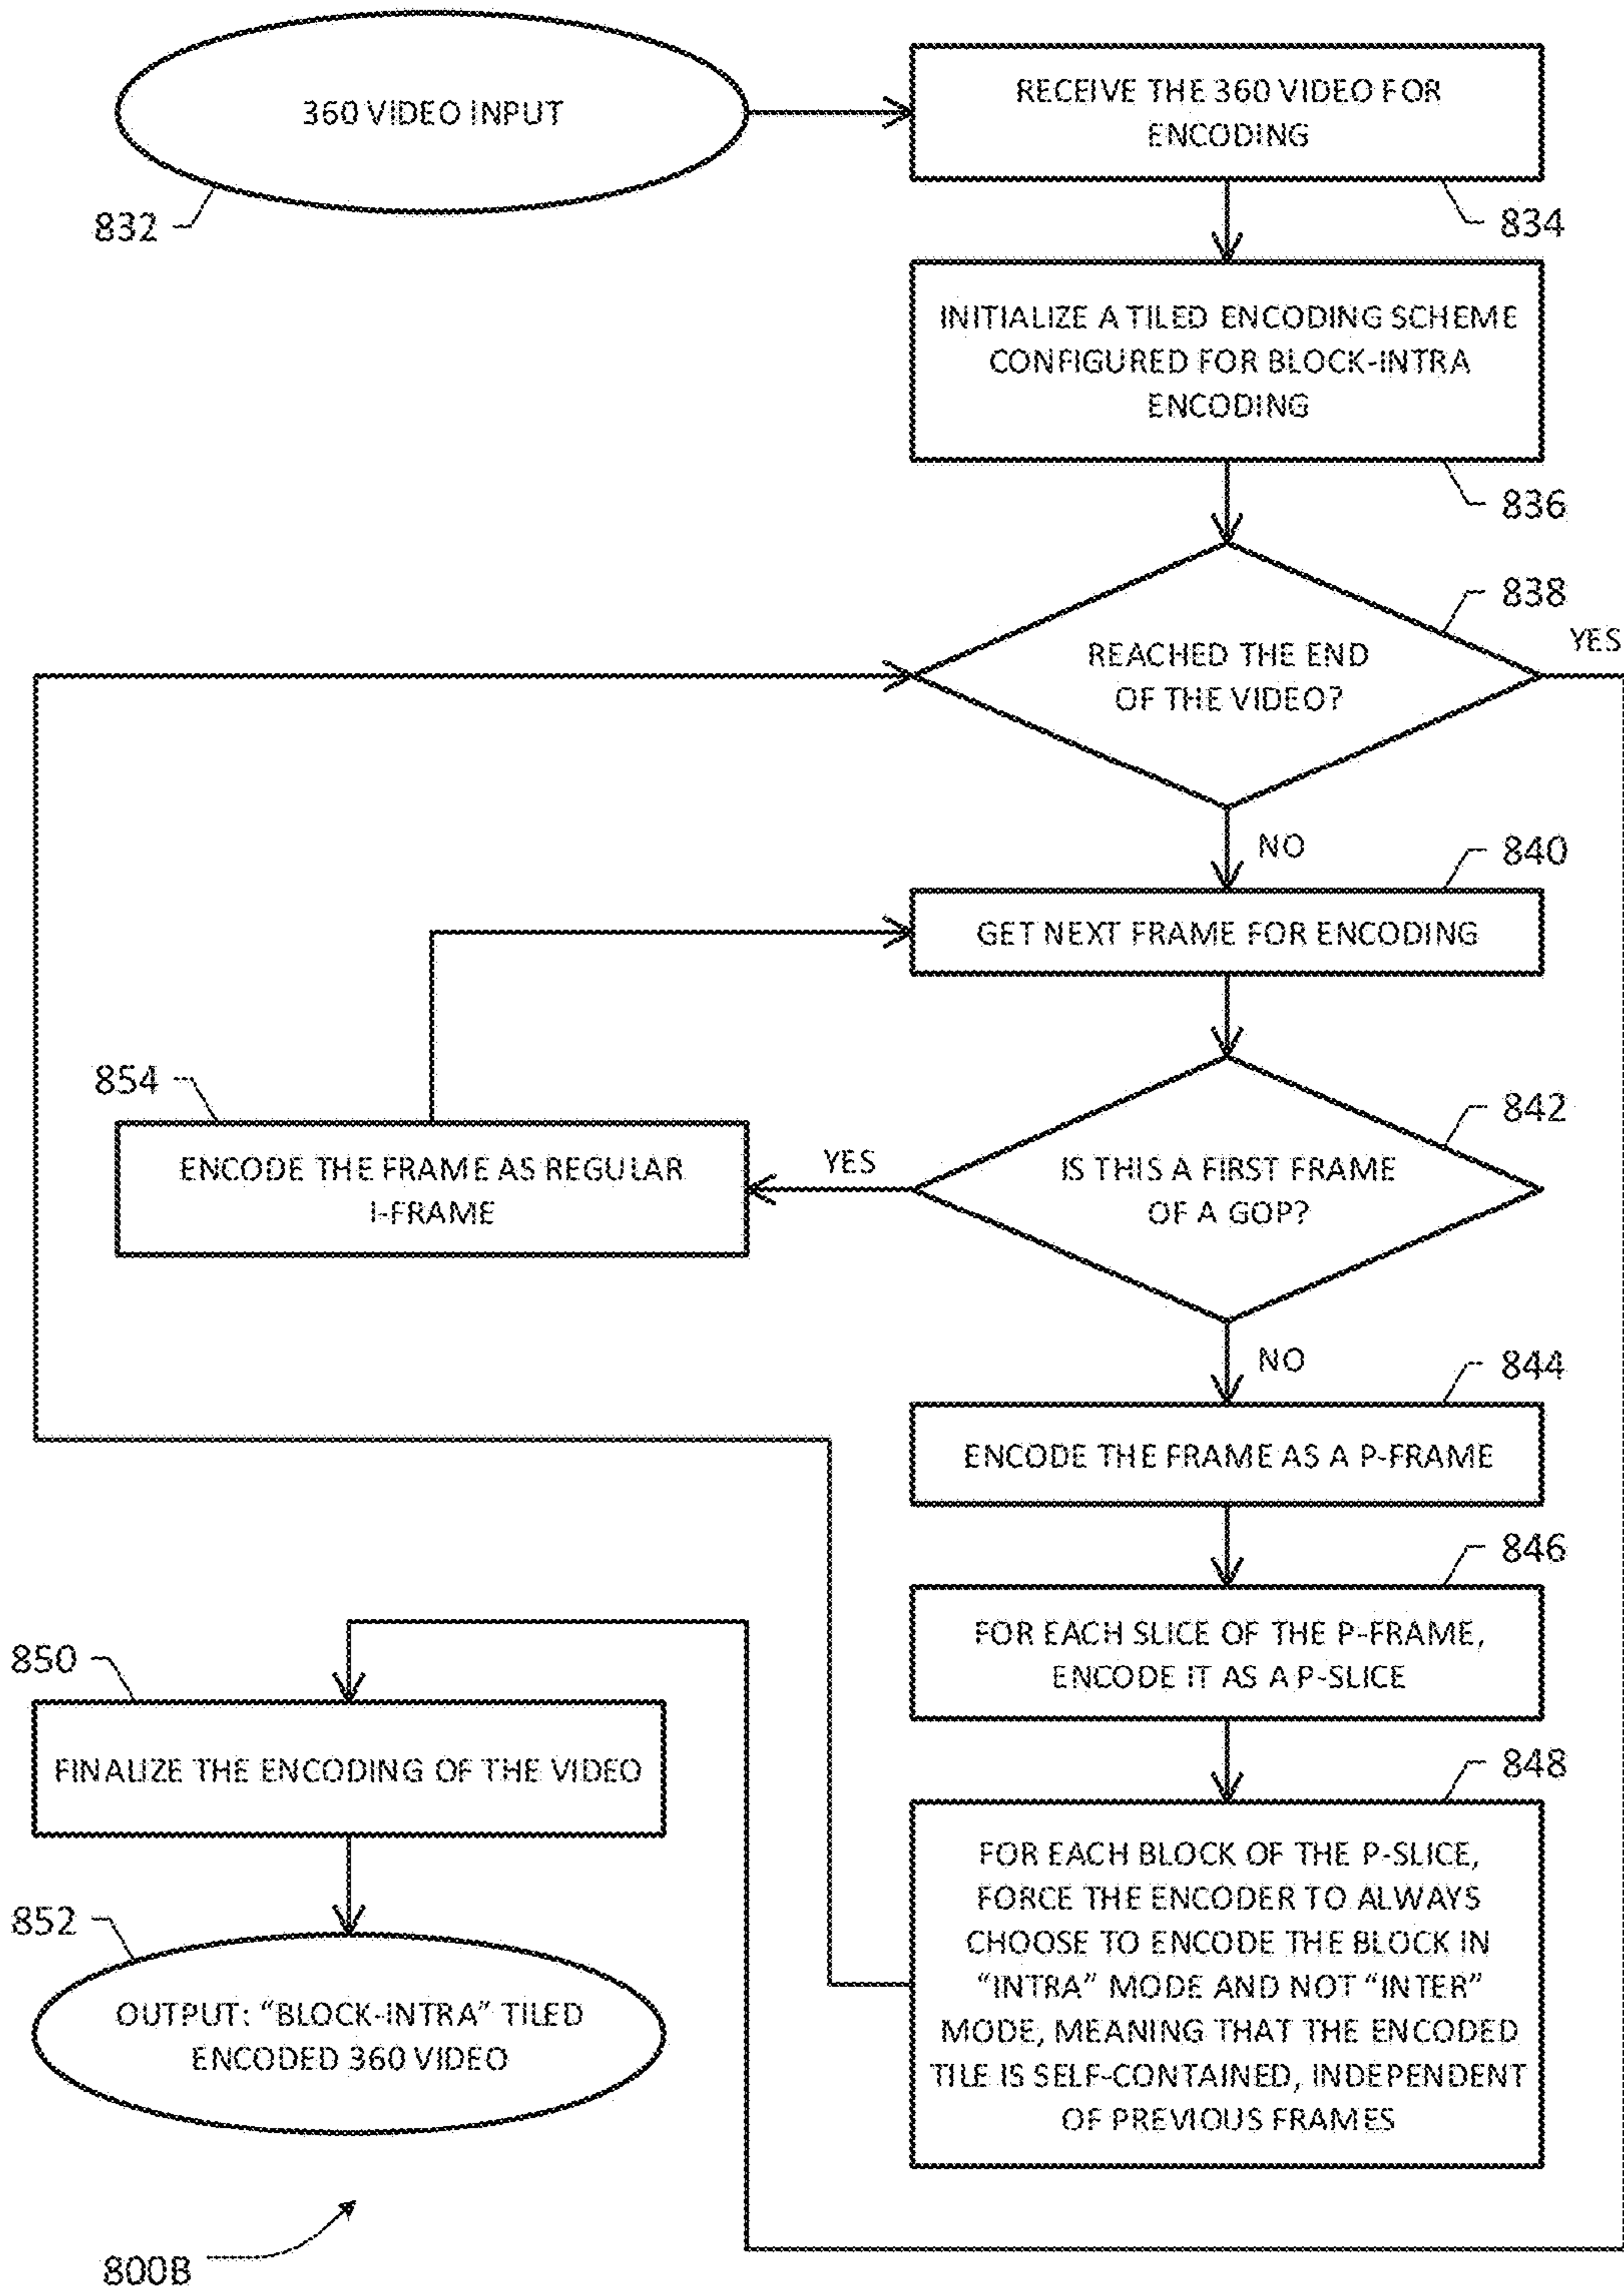 360 VIDEO INPUT
832
RECEIVE THE 360 VIDEO FOR
ENCODING
834
INITIALIZE A TILED ENCODING SCHEME
CONFIGURED FOR BLOCK-INTRA
ENCODING
836
838
REACHED THE END
OF THE VIDEO?
YES
NO
840
GET NEXT FRAME FOR ENCODING
842
IS THIS A FIRST FRAME
OF A GOP?
YES
854
ENCODE THE FRAME AS REGULAR
I-FRAME
NO
844
ENCODE THE FRAME AS A P-FRAME
846
FOR EACH SLICE OF THE P-FRAME,
ENCODE IT AS A P-SLICE
848
FOR EACH BLOCK OF THE P-SLICE,
FORCE THE ENCODER TO ALWAYS
CHOOSE TO ENCODE THE BLOCK IN
“INTRA” MODE AND NOT “INTER”
MODE, MEANING THAT THE ENCODED
TILE IS SELF-CONTAINED, INDEPENDENT
OF PREVIOUS FRAMES
850
FINALIZE THE ENCODING OF THE VIDEO
852
OUTPUT: “BLOCK-INTRA” TILED
ENCODED 360 VIDEO
800B